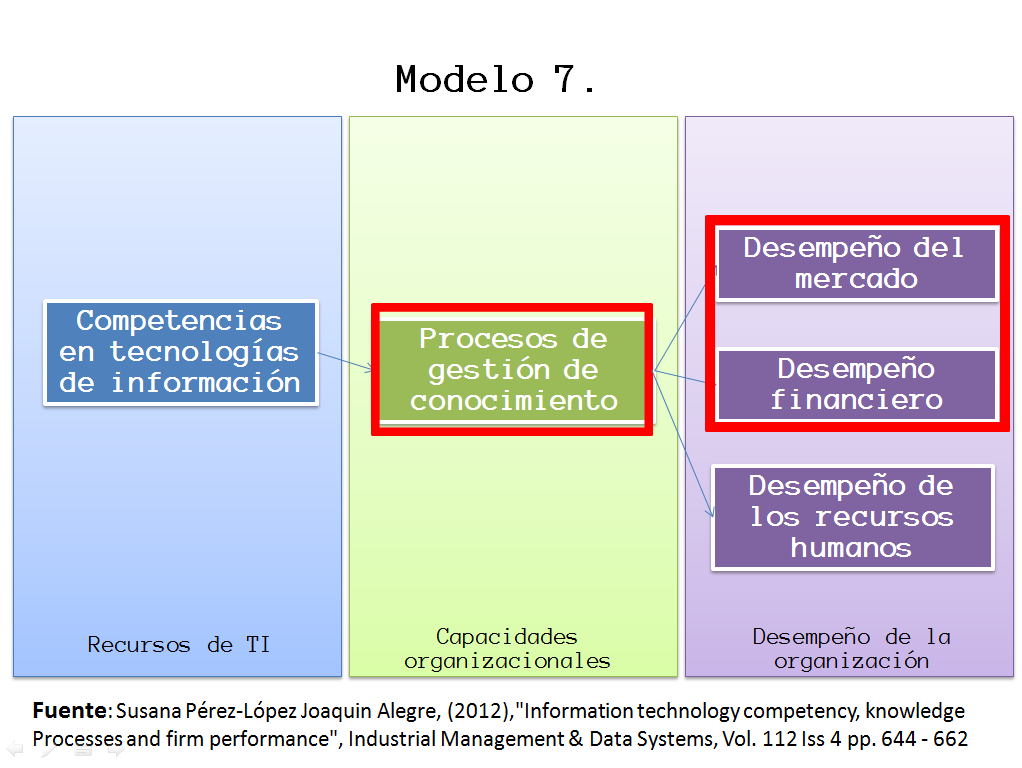 Modelo 7.
Competencias
en tecnologías
de información
Recursos de TI
Procesos de
gestión de
conocimiento
Capacidades
organizacionales
Desempeño del
mercado
Desempeño
financiero
Desempeño de
los recursos
humanos
Desempeño de la
organización
Fuente: Susana Pérez-López Joaquin Alegre, (2012),"Information technology competency, knowledge
Processes and firm performance", Industrial Management & Data Systems, Vol. 112 Iss 4 pp. 644 - 662